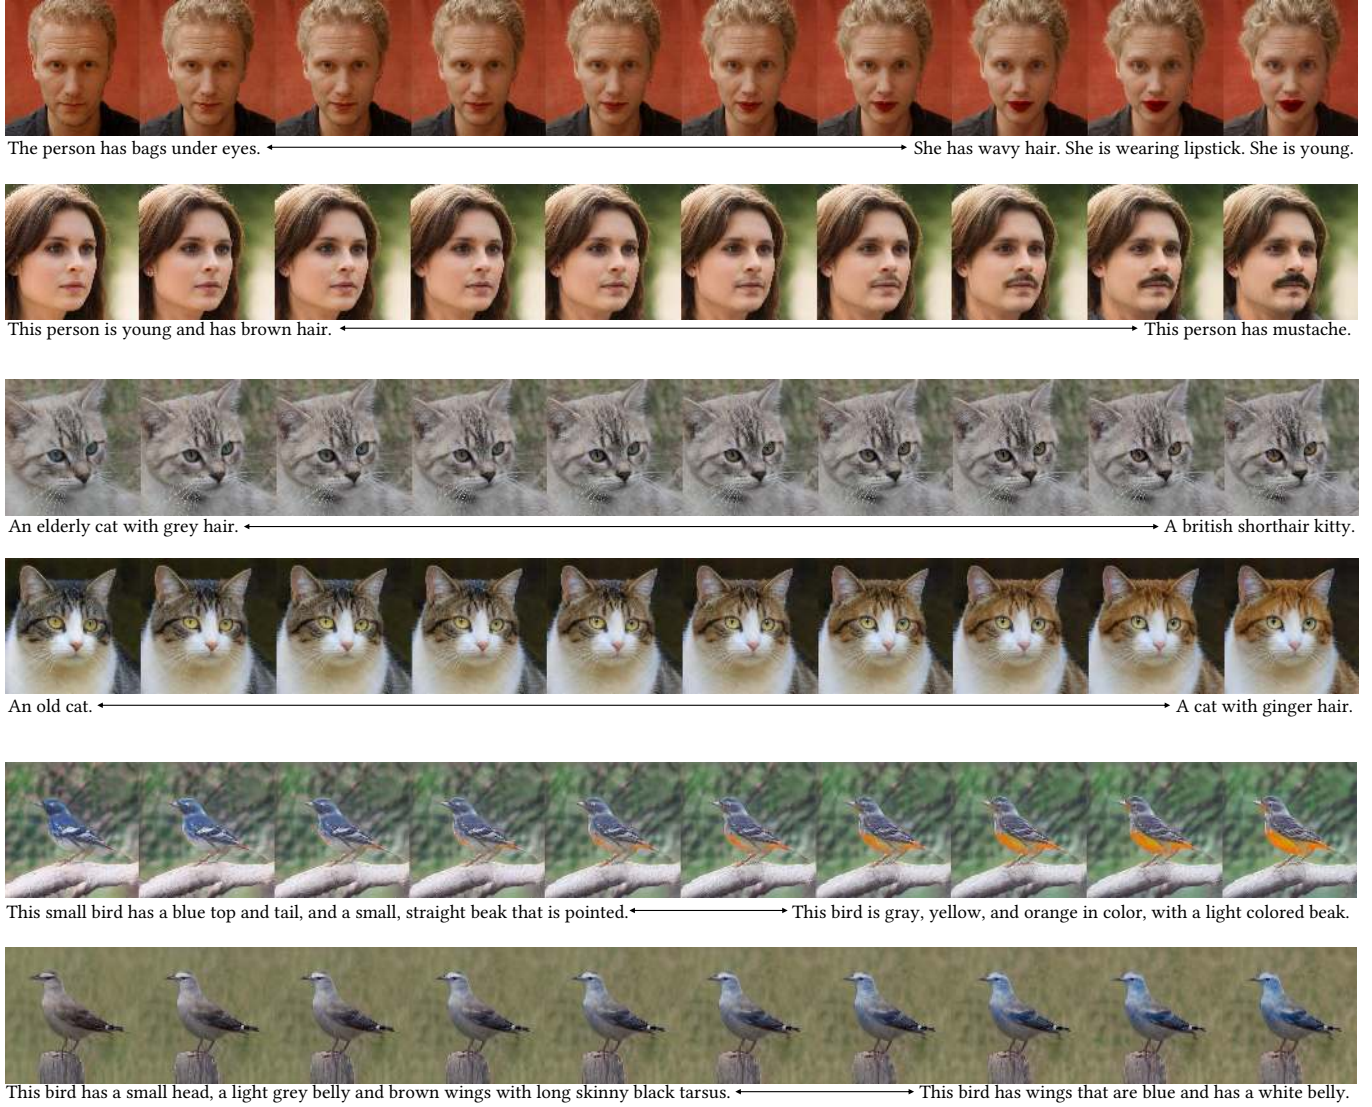 The person has bags under eyes. She has wavy hair. She is wearing lipstick. She is young.
This person is young and has brown hair. This person has mustache.
An elderly cat with grey hair. A british shorthair kitty.
An old cat. A cat with ginger hair.
This small bird has a blue top and tail, and a small, straight beak that is pointed. This bird is gray, yellow, and orange in color, with a light colored beak.
This bird has a small head, a light grey belly and brown wings with long skinny black tarsus. This bird has wings that are blue and has a white belly.